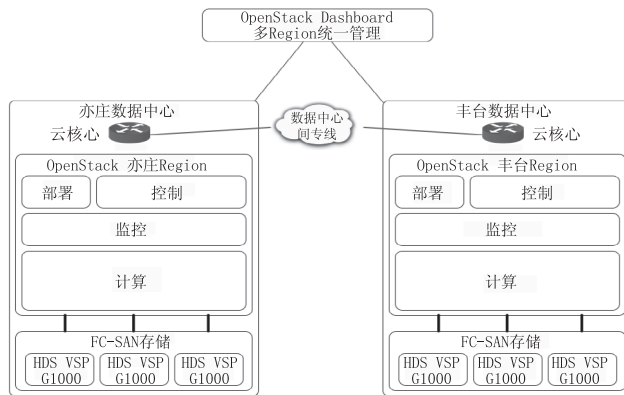 OpenStack Dashboard
多Region统一管理
亦庄数据中心
云核心
数据中心
间专线
丰台数据中心
云核心
OpenStack 亦庄Region
部署
控制
监控
计算
FC-SAN存储
HDS VSP
G1000
HDS VSP
G1000
HDS VSP
G1000
OpenStack 丰台Region
部署
控制
监控
计算
FC-SAN存储
HDS VSP
G1000
HDS VSP
G1000
HDS VSP
G1000